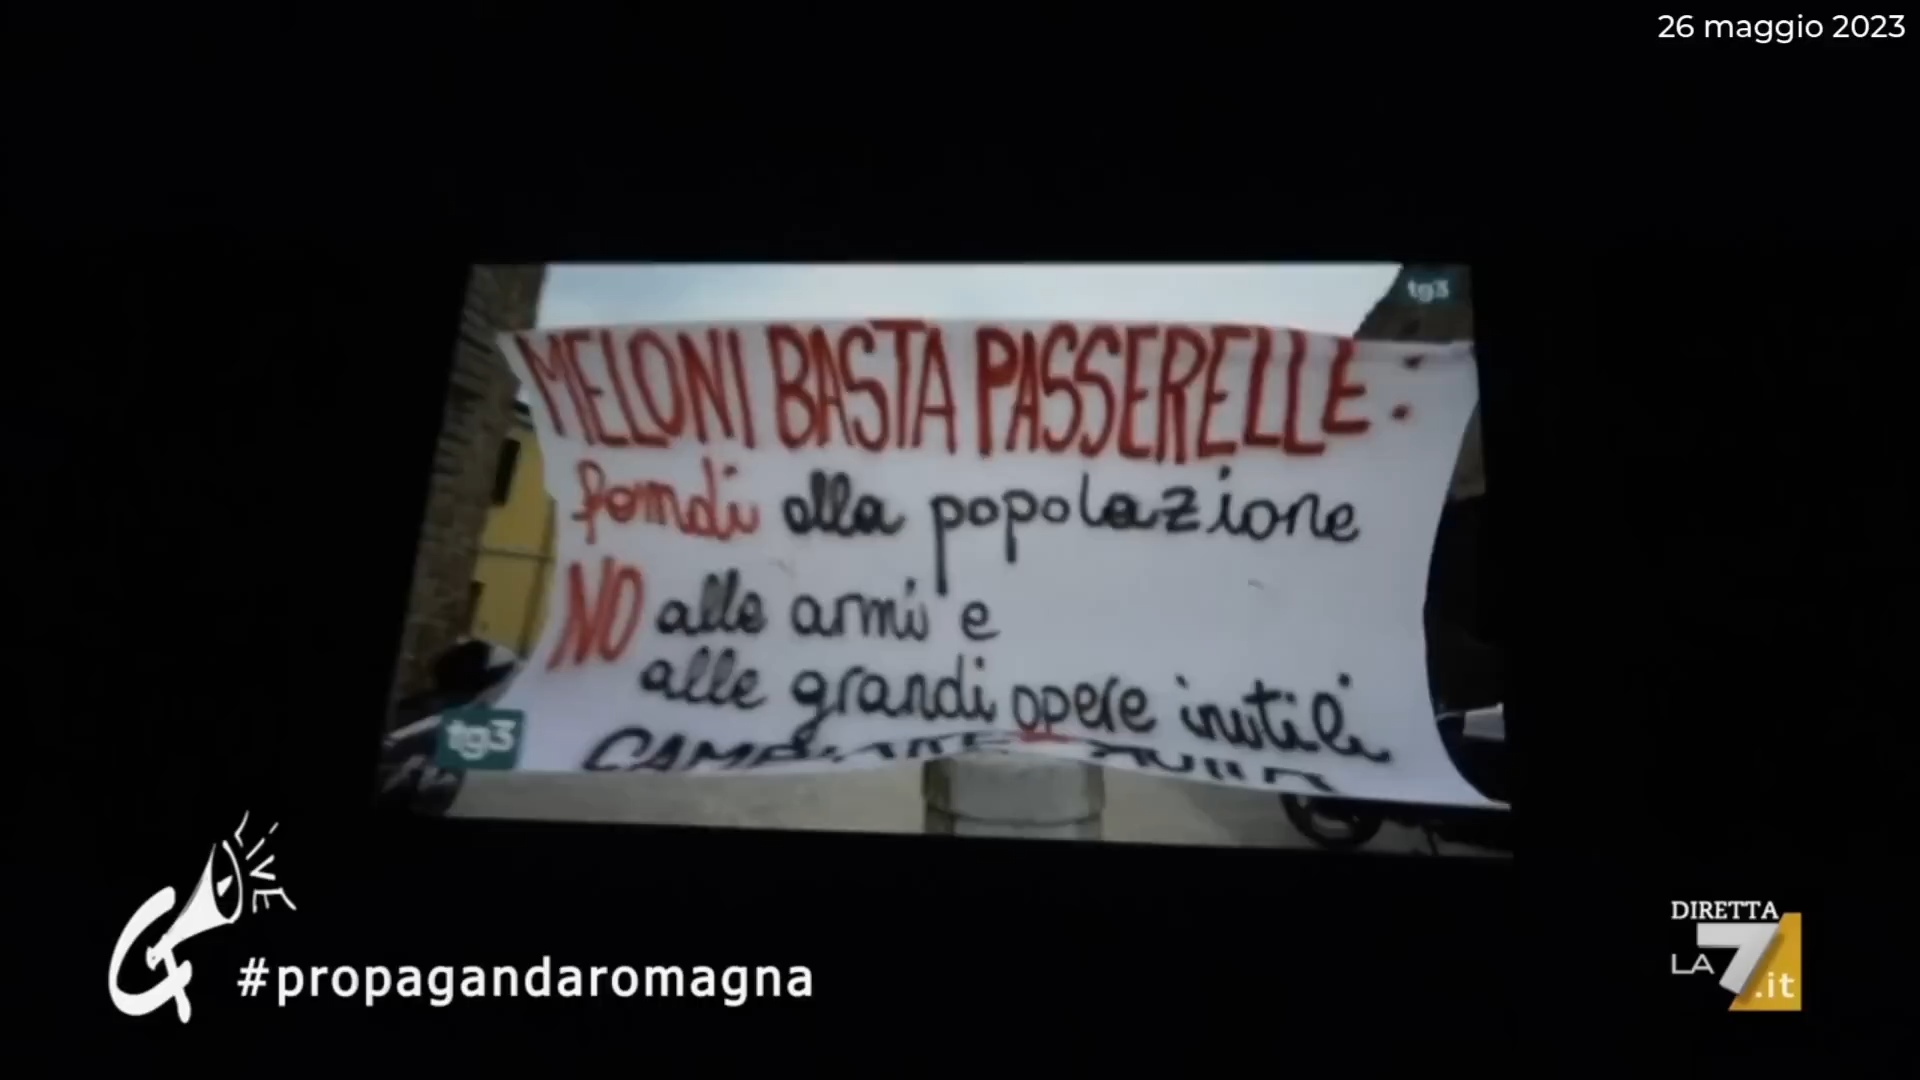 26 maggio 2023
tg3
MELONI BASTA PASSERELLE:
fondi alla popolazione
NO alle armi e
alle grandi opere inutili
tg3
LIVE
#propagandaromagna
DIRETTA
LA7.it